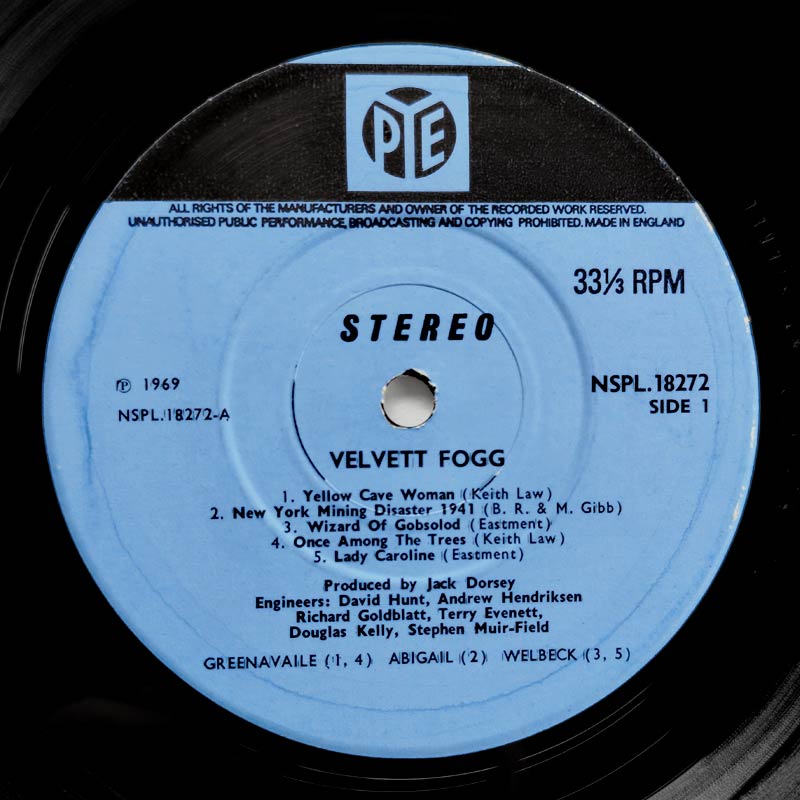 PYE
ALL RIGHTS OF THE MANUFACTURERS AND OWNER OF THE RECORDED WORK RESERVED.
UNAUTHORISED PUBLIC PERFORMANCE, BROADCASTING AND COPYING PROHIBITED. MADE IN ENGLAND
33⅓ RPM
STEREO
℗ 1969
NSPL.18272-A
NSPL.18272
SIDE 1
VELVETT FOGG
1. Yellow Cave Woman (Keith Law)
2. New York Mining Disaster 1941 (B. R. & M. Gibb)
3. Wizard Of Gobsolod (Eastment)
4. Once Among The Trees (Keith Law)
5. Lady Caroline (Eastment)
Produced by Jack Dorsey
Engineers: David Hunt, Andrew Hendriksen
Richard Goldblatt, Terry Evenett,
Douglas Kelly, Stephen Muir-Field
GREENAVAILE (1, 4) ABIGAIL (2) WELBECK (3, 5)